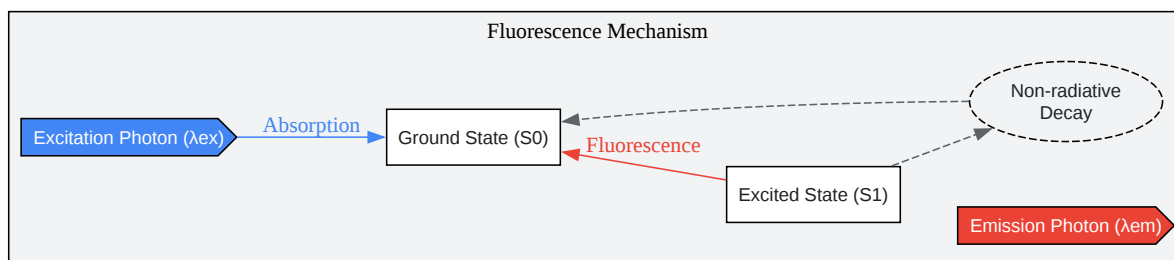 Fluorescence Mechanism
Excitation Photon (λex)
Absorption
Ground State (S0)
Fluorescence
Excited State (S1)
Non-radiative
Decay
Emission Photon (λem)